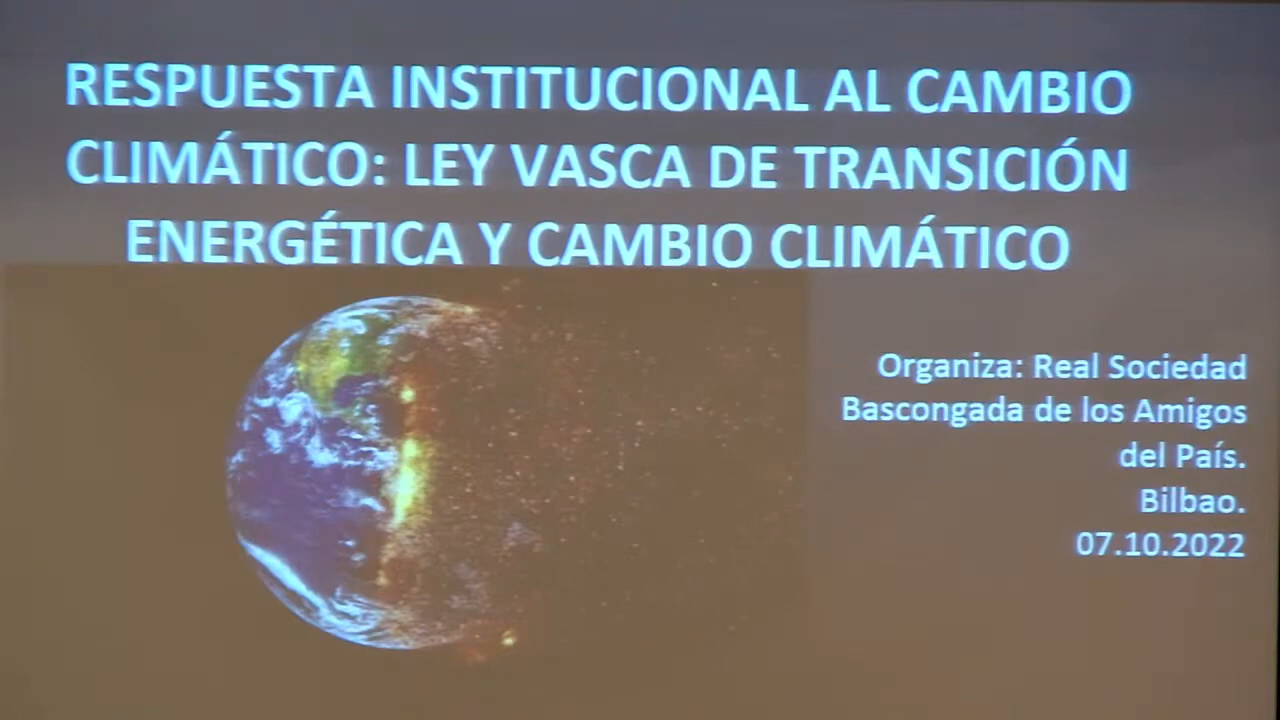 RESPUESTA INSTITUCIONAL AL CAMBIO
CLIMÁTICO: LEY VASCA DE TRANSICIÓN
ENERGÉTICA Y CAMBIO CLIMÁTICO
Organiza: Real Sociedad
Bascongada de los Amigos
del País.
Bilbao.
07.10.2022